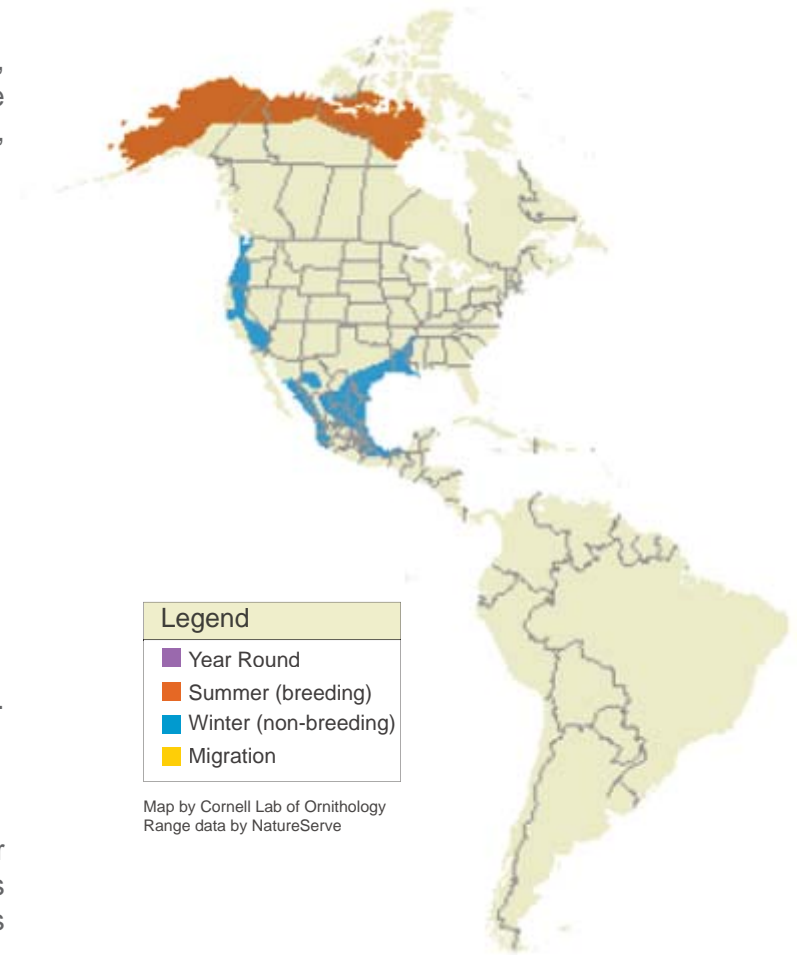 ,
e
,
.
r
s
s
Legend
Year Round
Summer (breeding)
Winter (non-breeding)
Migration
Map by Cornell Lab of Ornithology
Range data by NatureServe